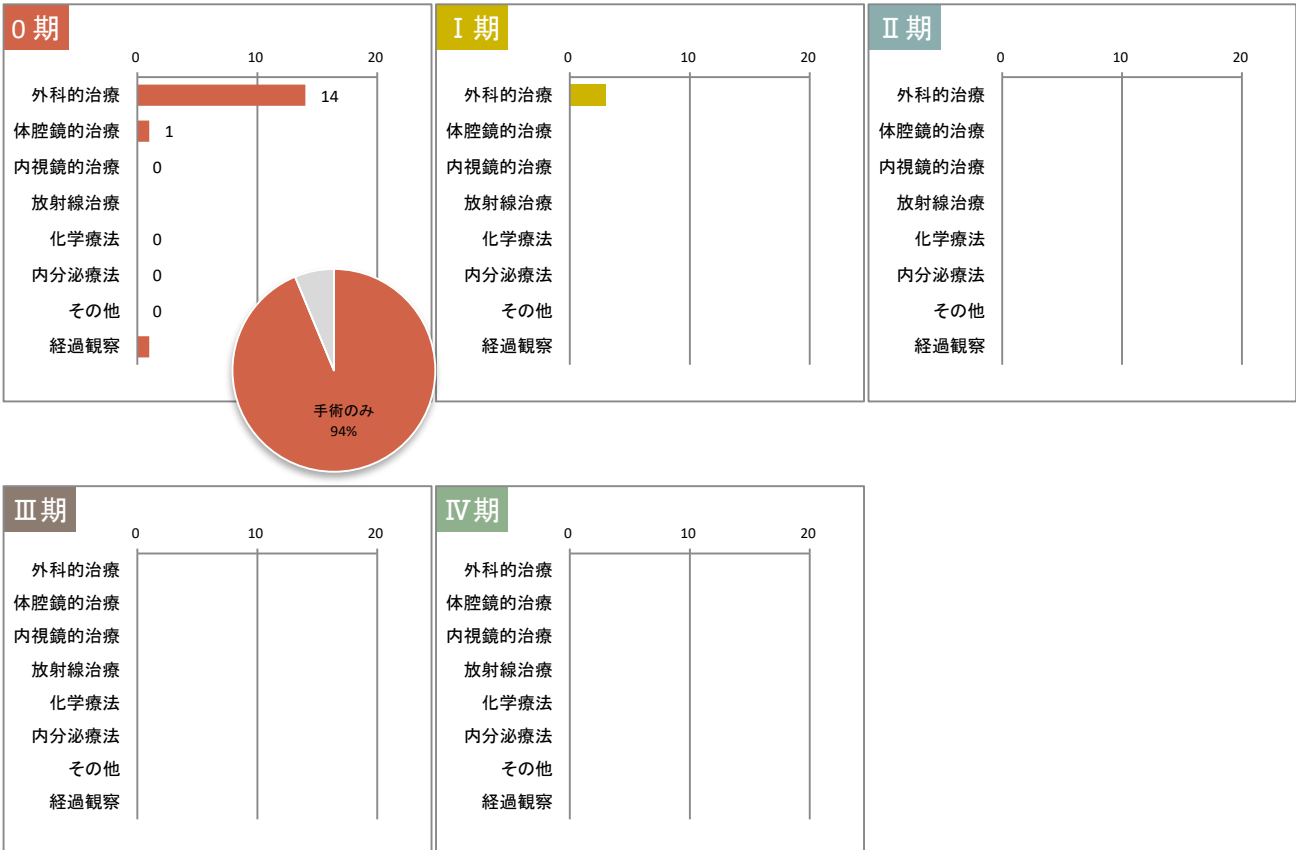 0期
0 10 20
外科的治療 14
体腔鏡的治療 1
内視鏡的治療 0
放射線治療
化学療法 0
内分泌療法 0
その他 0
経過観察
手術のみ
94%
Ⅰ期
0 10 20
外科的治療
体腔鏡的治療
内視鏡的治療
放射線治療
化学療法
内分泌療法
その他
経過観察
Ⅱ期
0 10 20
外科的治療
体腔鏡的治療
内視鏡的治療
放射線治療
化学療法
内分泌療法
その他
経過観察
Ⅲ期
0 10 20
外科的治療
体腔鏡的治療
内視鏡的治療
放射線治療
化学療法
内分泌療法
その他
経過観察
Ⅳ期
0 10 20
外科的治療
体腔鏡的治療
内視鏡的治療
放射線治療
化学療法
内分泌療法
その他
経過観察